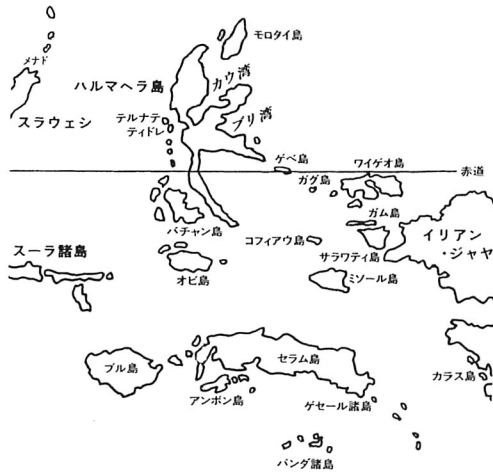 モロタイ島
メナド
ハルマヘラ島
カウ湾
スラウェシ
テルナテ
ティドレ
ブリ湾
ゲベ島
ワイゲオ島
赤道
ガグ島
ガム島
バチャン島
コフィアウ島
イリアン
・ジャヤ
スーラ諸島
サラワティ島
オビ島
ミソール島
ブル島
セラム島
カラス島
アンボン島
ゲセール諸島
バンダ諸島